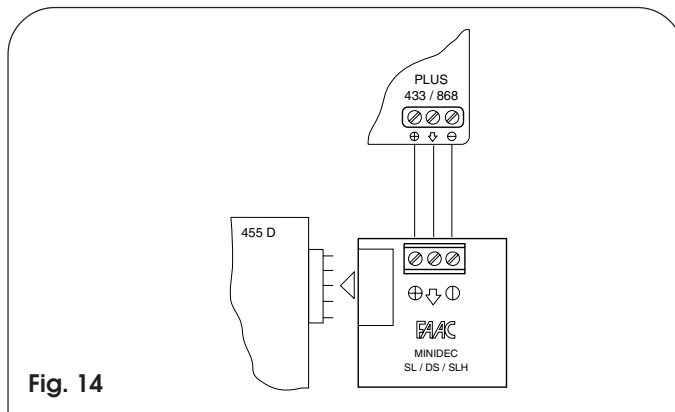 PLUS
433 / 868
455 D
FAAC
MINIDEC
SL / DS / SLH
Fig. 14